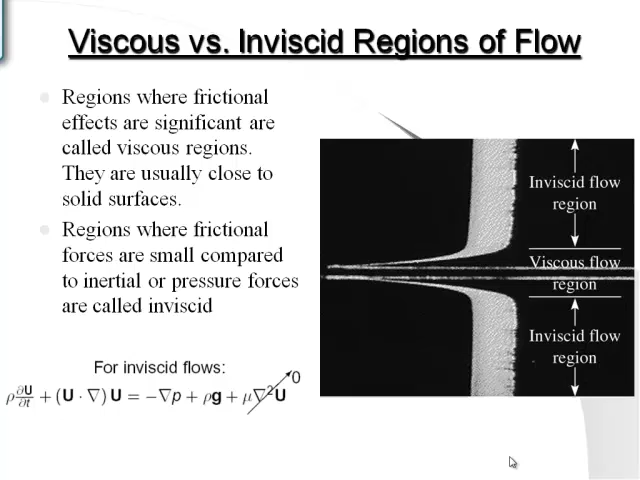 Viscous vs. Inviscid Regions of Flow
Regions where frictional
effects are significant are
called viscous regions.
They are usually close to
solid surfaces.
Regions where frictional
forces are small compared
to inertial or pressure forces
are called inviscid
For inviscid flows:
ρ ∂U/∂t + (U · ∇) U = −∇p + ρg + μ∇²U 0
Inviscid flow
region
Viscous flow
region
Inviscid flow
region